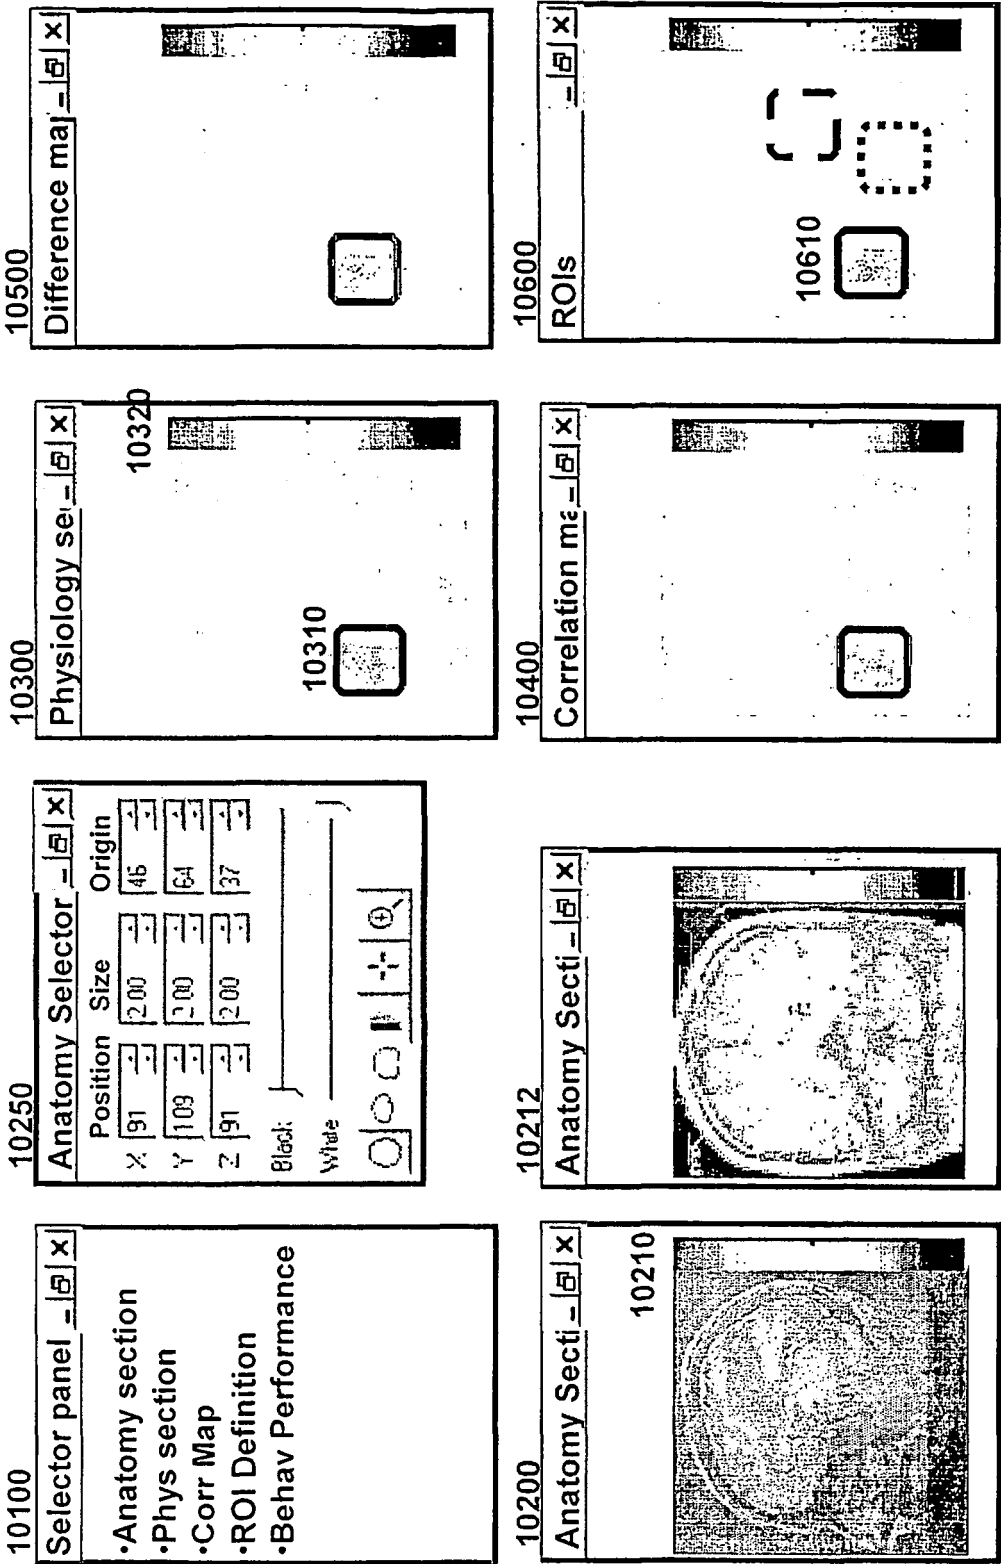 10100
Selector panel
•Anatomy section
•Phys section
•Corr Map
•ROI Definition
•Behav Performance
10250
Anatomy Selector
Position Size Origin
X 91 2.00 46
Y 109 2.00 64
Z 91 2.00 37
Black
White
10300
Physiology se
10320
10310
10500
Difference ma
10200
Anatomy Secti
10210
10212
Anatomy Secti
10400
Correlation ma
10600
ROIs
10610